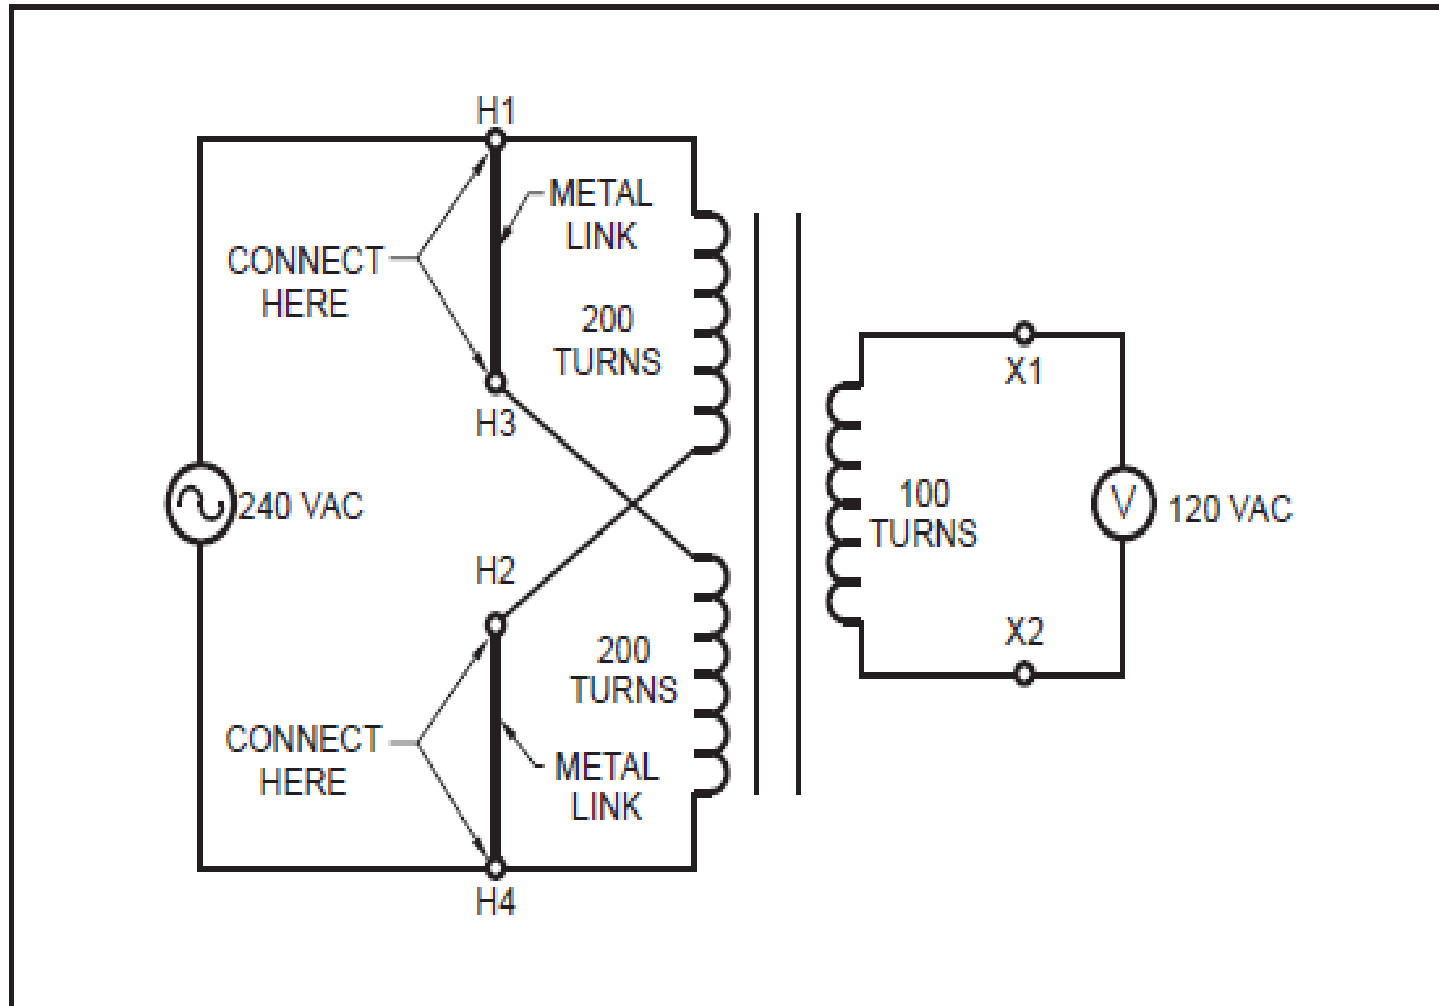 H1
METAL
LINK
CONNECT
HERE
200
TURNS
H3
X1
240 VAC
100
TURNS
V
120 VAC
H2
X2
200
TURNS
CONNECT
HERE
METAL
LINK
H4